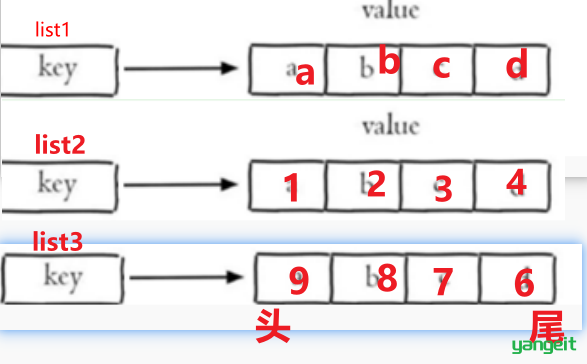 value
list1
key a a b b c d
value
list2
key 1 b 2 3 4
list3
key 9 b 8 7 6
头 尾
yangeit